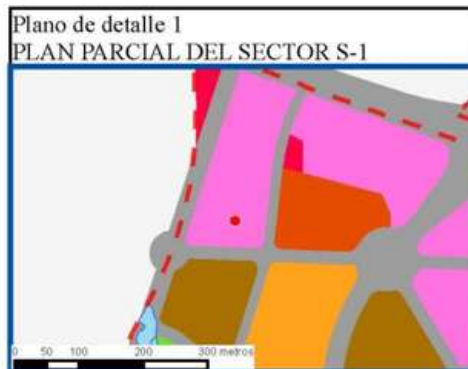 Plano de detalle 1
PLAN PARCIAL DEL SECTOR S-1
0 50 100 200 300 metros